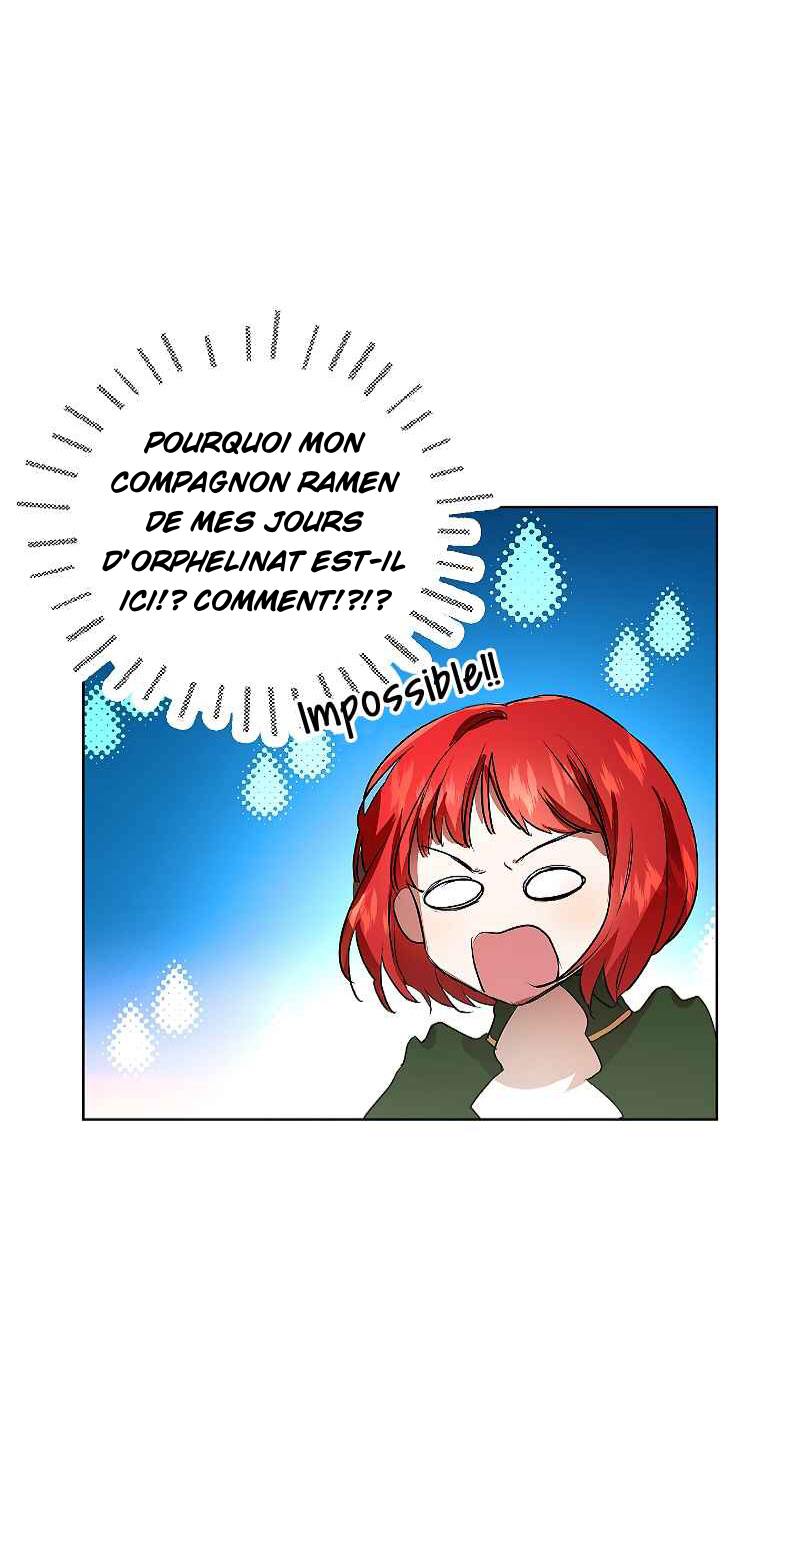 POURQUOI MON
COMPAGNON RAMEN
DE MES JOURS
D'ORPHELINAT EST-IL
ICI!? COMMENT!?!?
Impossible!!